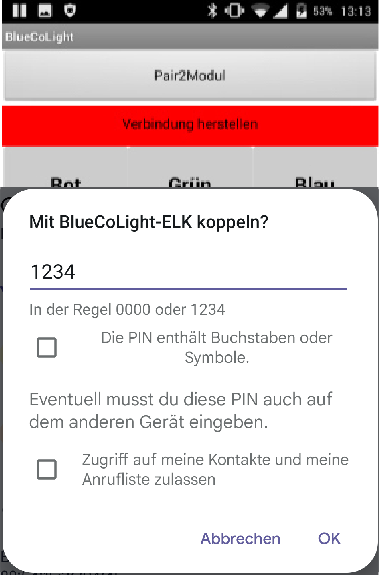 53% 13:13
BlueCoLight
Pair2Modul
Verbindung herstellen
Rot Grün Blau
Mit BlueCoLight-ELK koppeln?
1234
In der Regel 0000 oder 1234
Die PIN enthält Buchstaben oder
Symbole.
Eventuell musst du diese PIN auch auf
dem anderen Gerät eingeben.
Zugriff auf meine Kontakte und meine
Anrufliste zulassen
Abbrechen OK